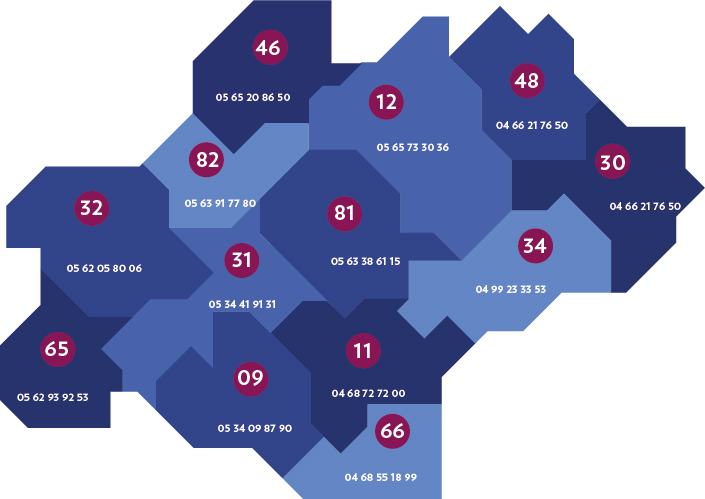 46
05 65 20 86 50
48
04 66 21 76 50
12
05 65 73 30 36
82
05 63 91 77 80
30
04 66 21 76 50
32
05 62 05 80 06
81
05 63 38 61 15
34
04 99 23 33 53
31
05 34 41 91 31
65
05 62 93 92 53
09
05 34 09 87 90
11
04 68 72 72 00
66
04 68 55 18 99